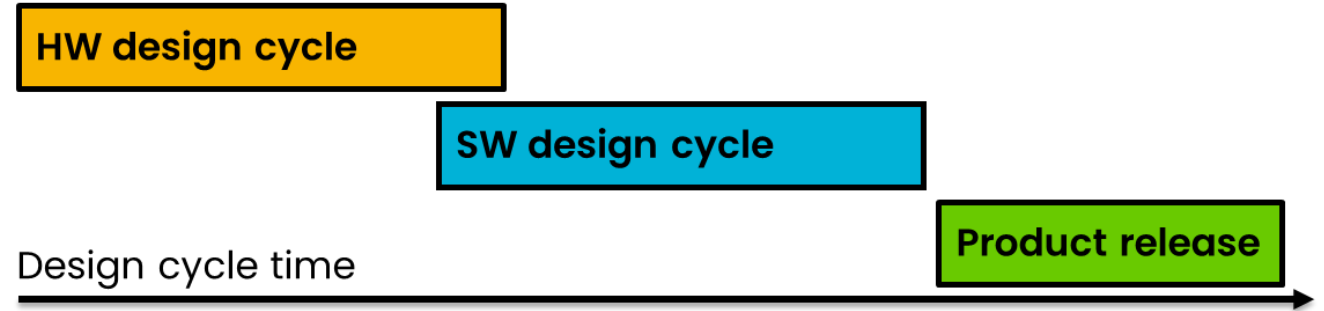 HW design cycle
SW design cycle
Product release
Design cycle time